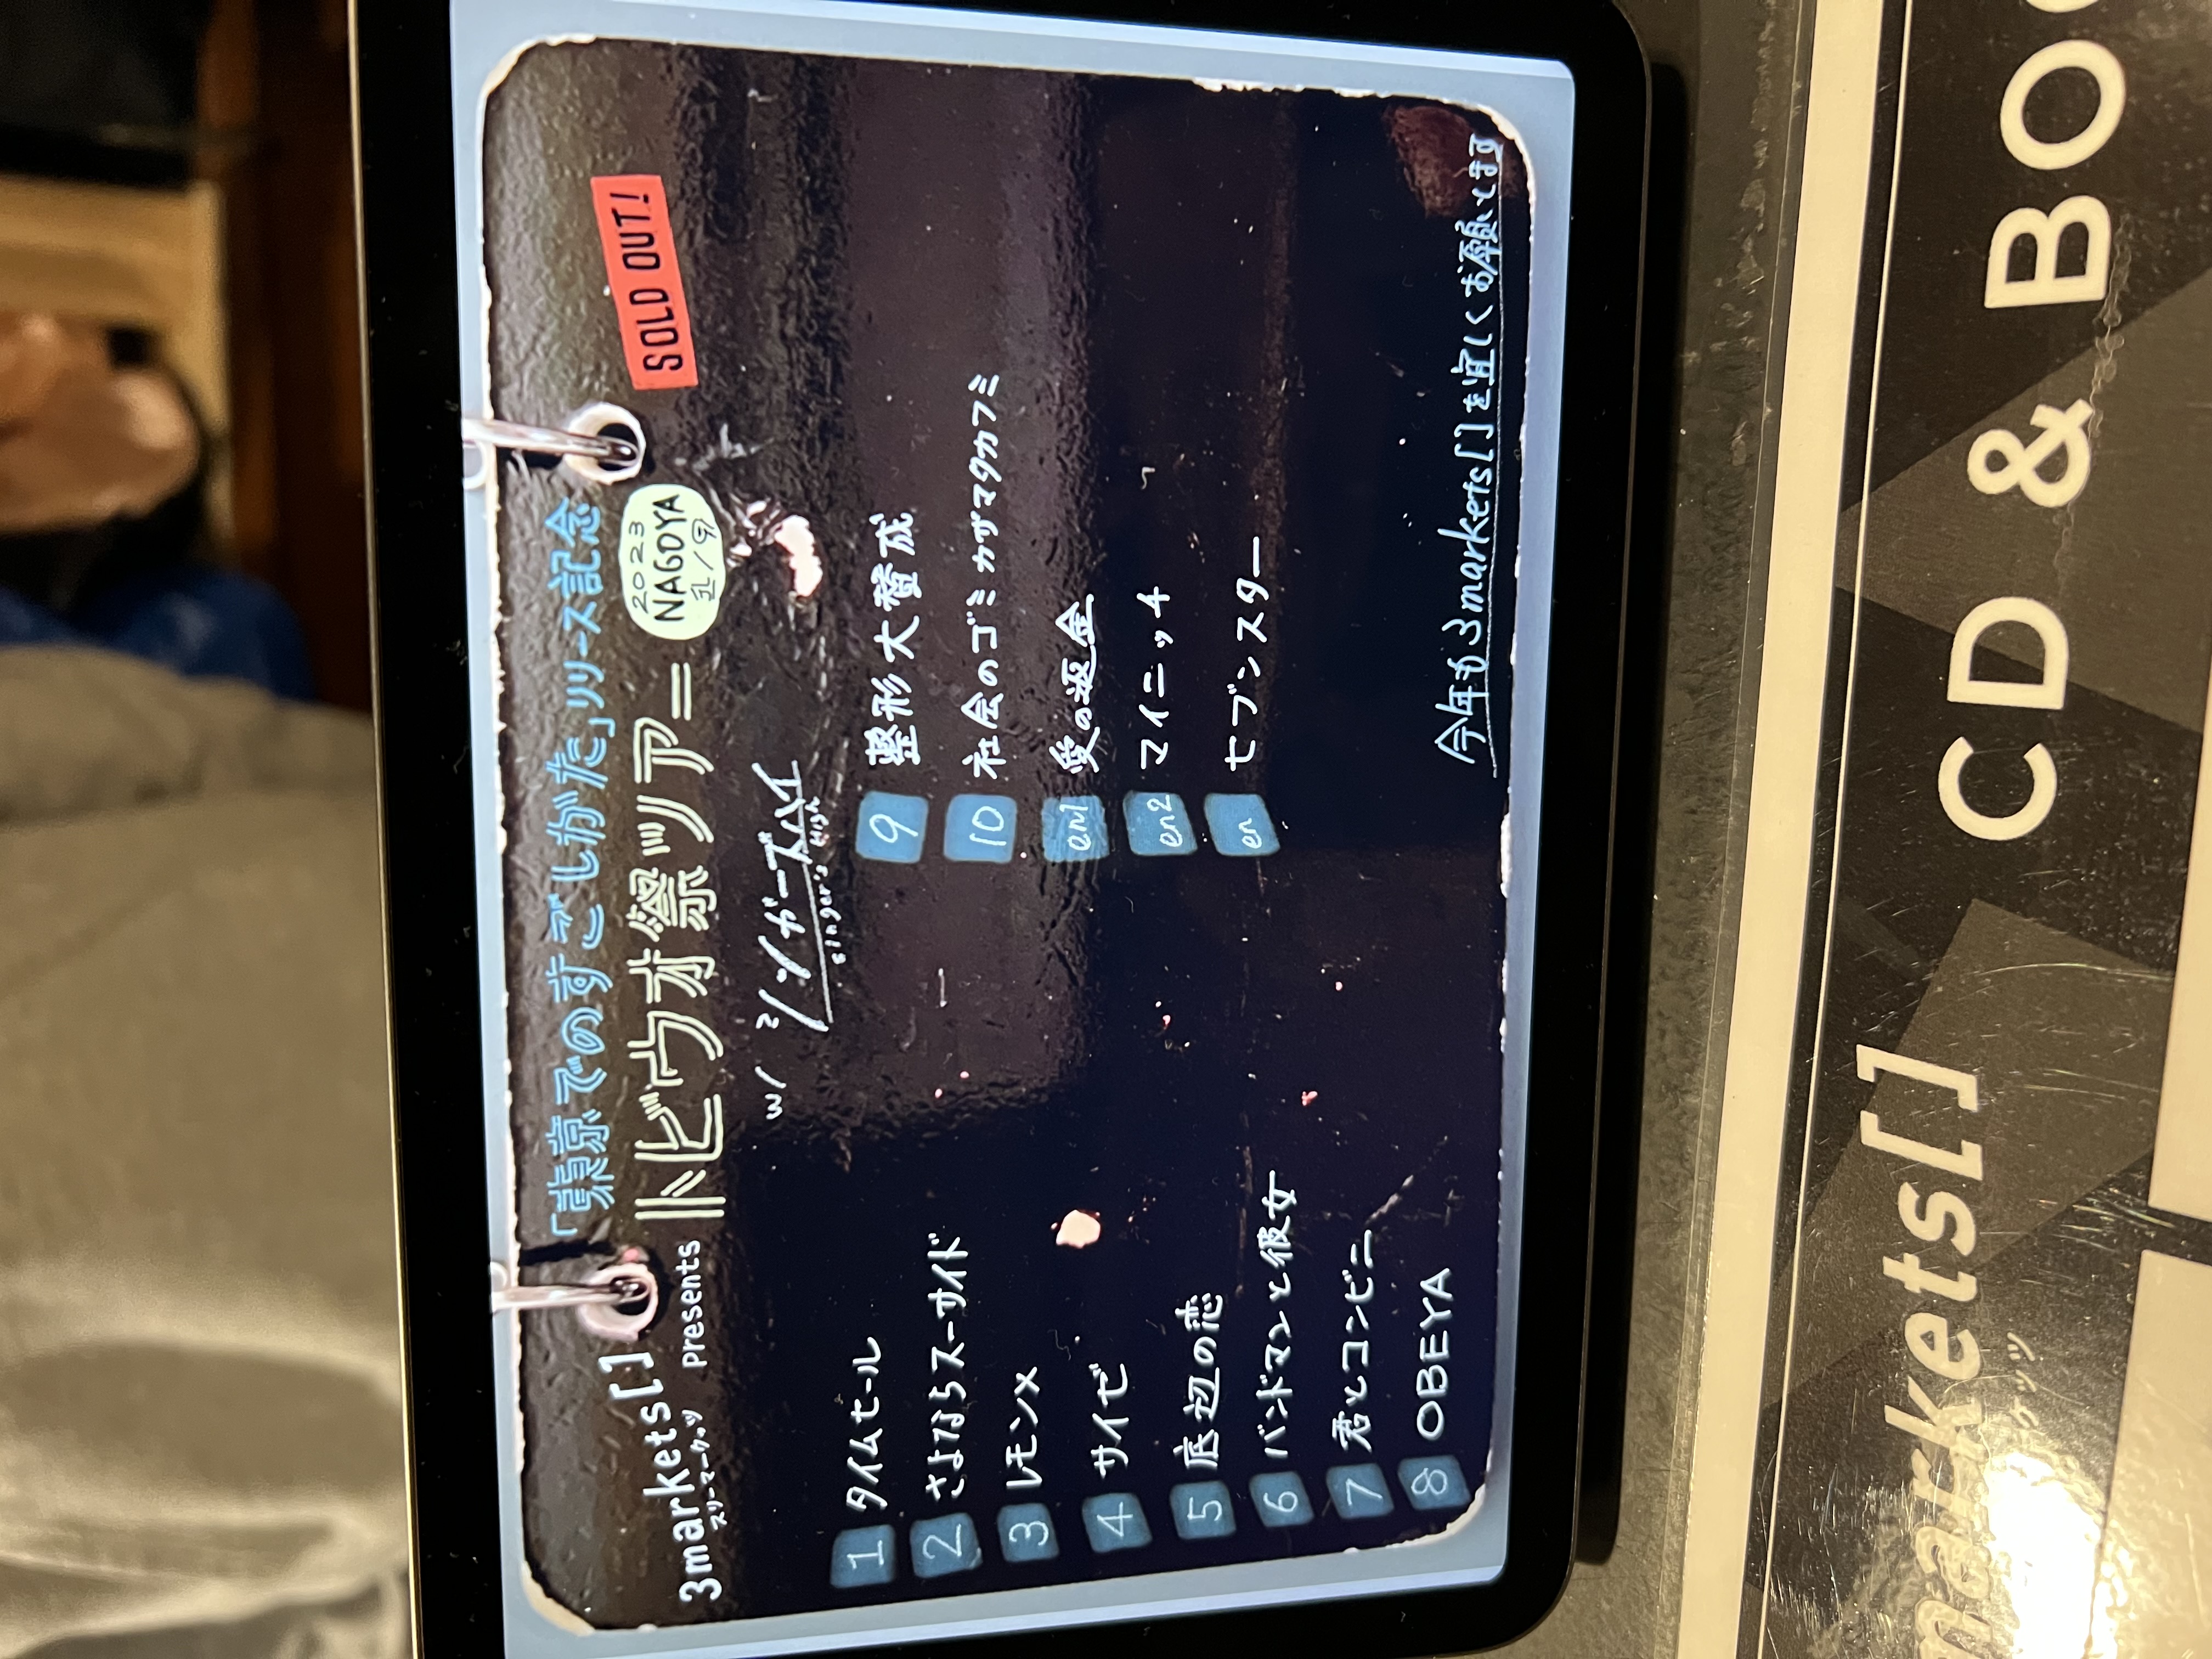 「東京でのすごしかた」リリース記念
3markets[]
スリーマーケッツ
presents
トビウオ祭ツアー
2023
NAGOYA
1/9
SOLD OUT!
w/ シンガーズハイ
singer's High
1 タイムセール
2 さよならスーサイド
3 レモン×
4 サイゼ
5 底辺の恋
6 バンドマンと彼女
7 君とコンビニ
8 OBEYA
9 整形大賛成
10 社会のゴミカザマタカフミ
en1 愛の返金
en2 マイニッチ
en セブンスター
今年も3markets[]を宜しくお願いします
markets[]
ケッツ
CD & BOO